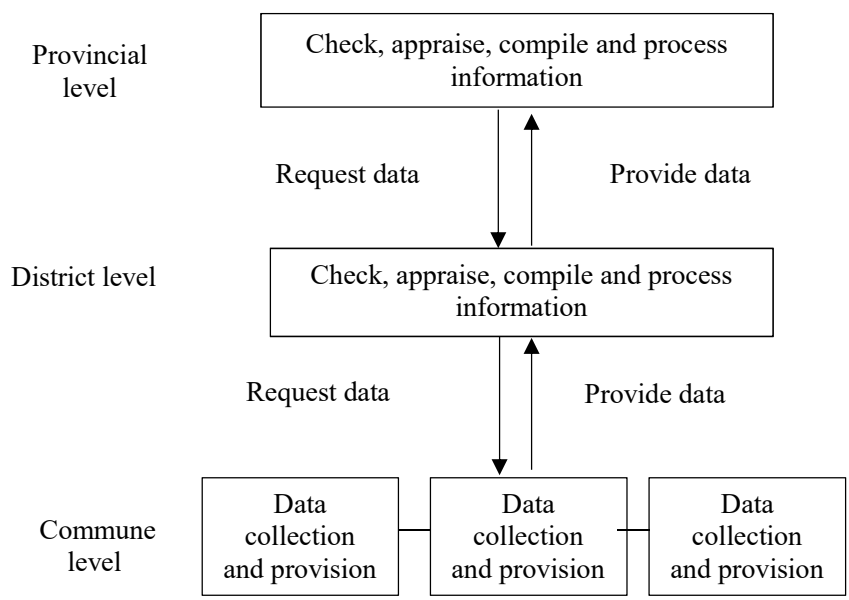 Provincial
level
Check, appraise, compile and process
information
Request data
Provide data
District level
Check, appraise, compile and process
information
Request data
Provide data
Commune
level
Data
collection
and provision
Data
collection
and provision
Data
collection
and provision